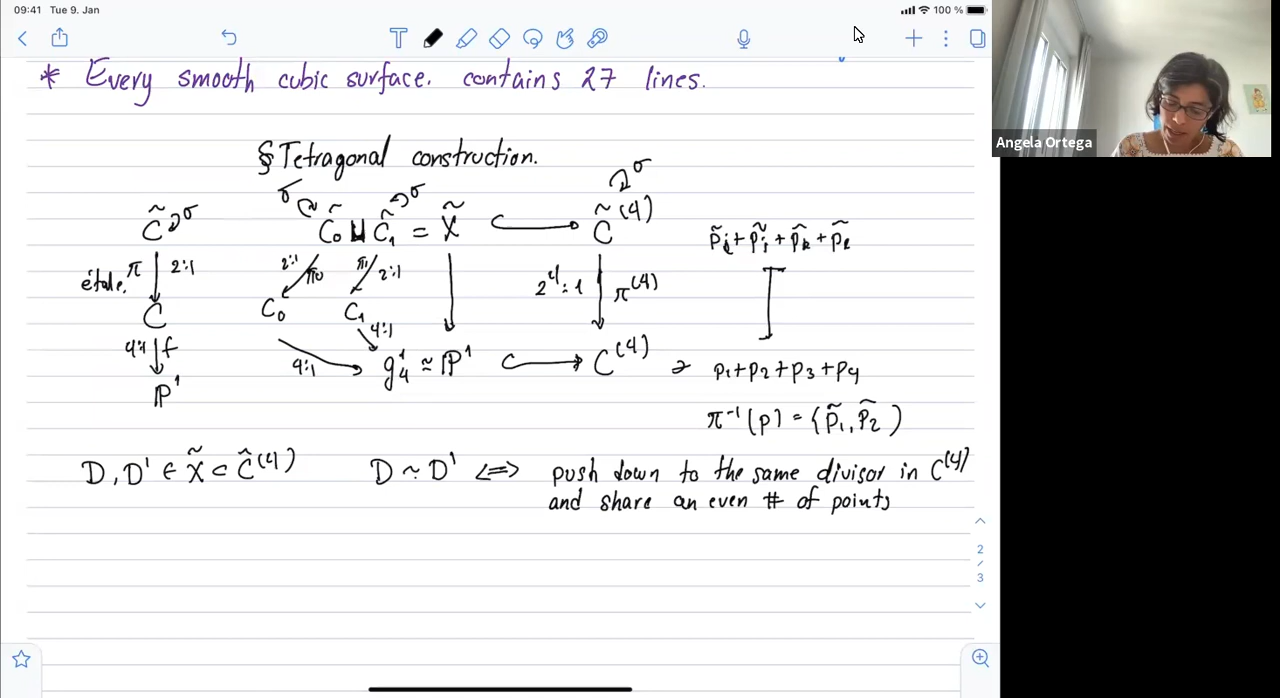 09:41 Tue 9. Jan
100 %
* Every smooth cubic surface. contains 27 lines.
§ Tetragonal construction.
σ σ σ
C̃ σ C̃₀ ⊔ C̃₁ = X̃ ↪ C̃⁽⁴⁾ p̃ᵢ + p̃ⱼ + p̃ₖ + p̃ₗ
étale. π 2:1 2:1 π₀ π₁ 2:1 2⁴:1 π⁽⁴⁾
C C₀ C₁
4:1 f 4:1 4:1 g¹₄ ≃ ℙ¹ ↪ C⁽⁴⁾ ∋ p₁+p₂+p₃+p₄
ℙ¹
π⁻¹(p) = {p̃₁, p̃₂}
D, D' ∈ X̃ ⊂ C̃⁽⁴⁾ D ~ D' ⇔ push down to the same divisor in C⁽⁴⁾
and share an even # of points
2
/
3
Angela Ortega